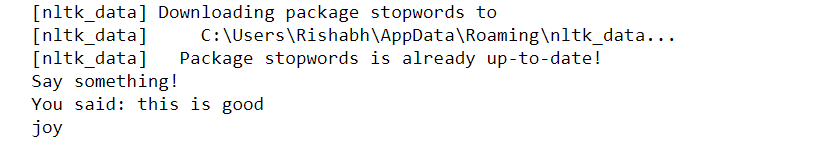 [nltk_data] Downloading package stopwords to
[nltk_data]     C:\Users\Rishabh\AppData\Roaming\nltk_data...
[nltk_data]   Package stopwords is already up-to-date!
Say something!
You said: this is good
joy